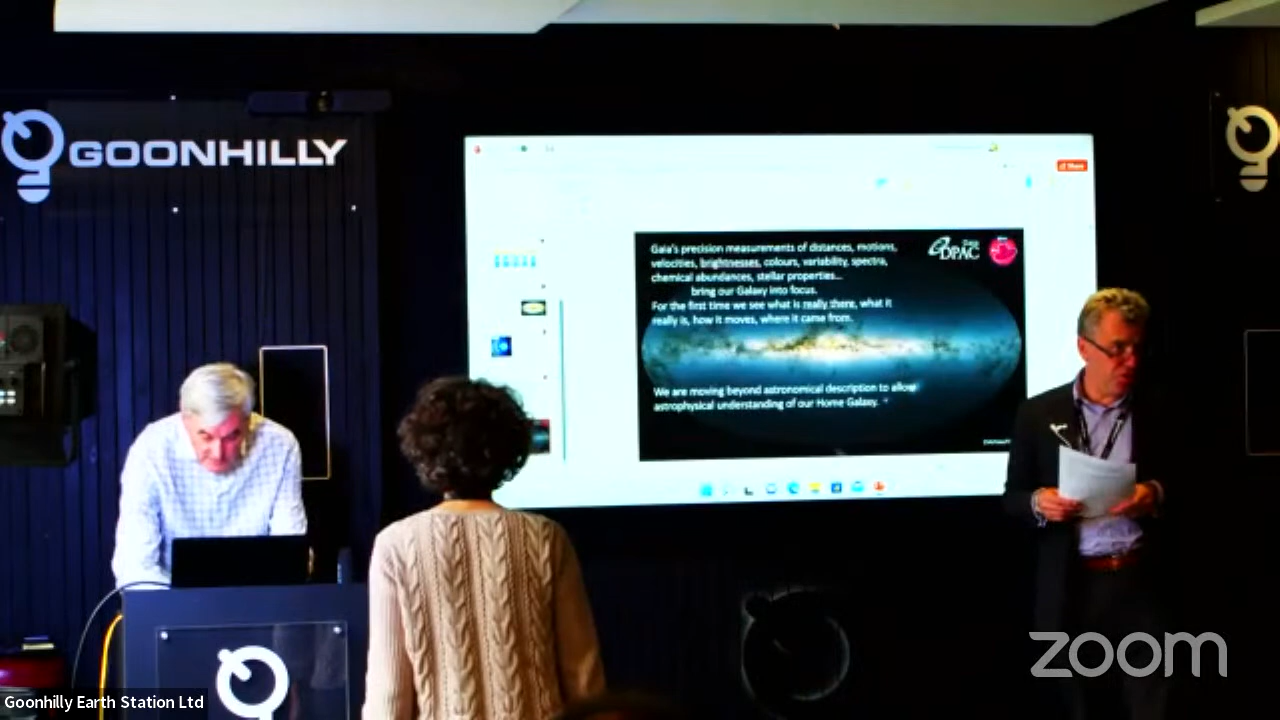 GOONHILLY
Share
Gaia's precision measurements of distances, motions,
velocities, brightnesses, colours, variability, spectra,
chemical abundances, stellar properties...
bring our Galaxy into focus.
For the first time we see what is really there, what it
really is, how it moves, where it came from.
Gaia
DPAC
We are moving beyond astronomical description to allow
astrophysical understanding of our Home Galaxy.
zoom
Goonhilly Earth Station Ltd